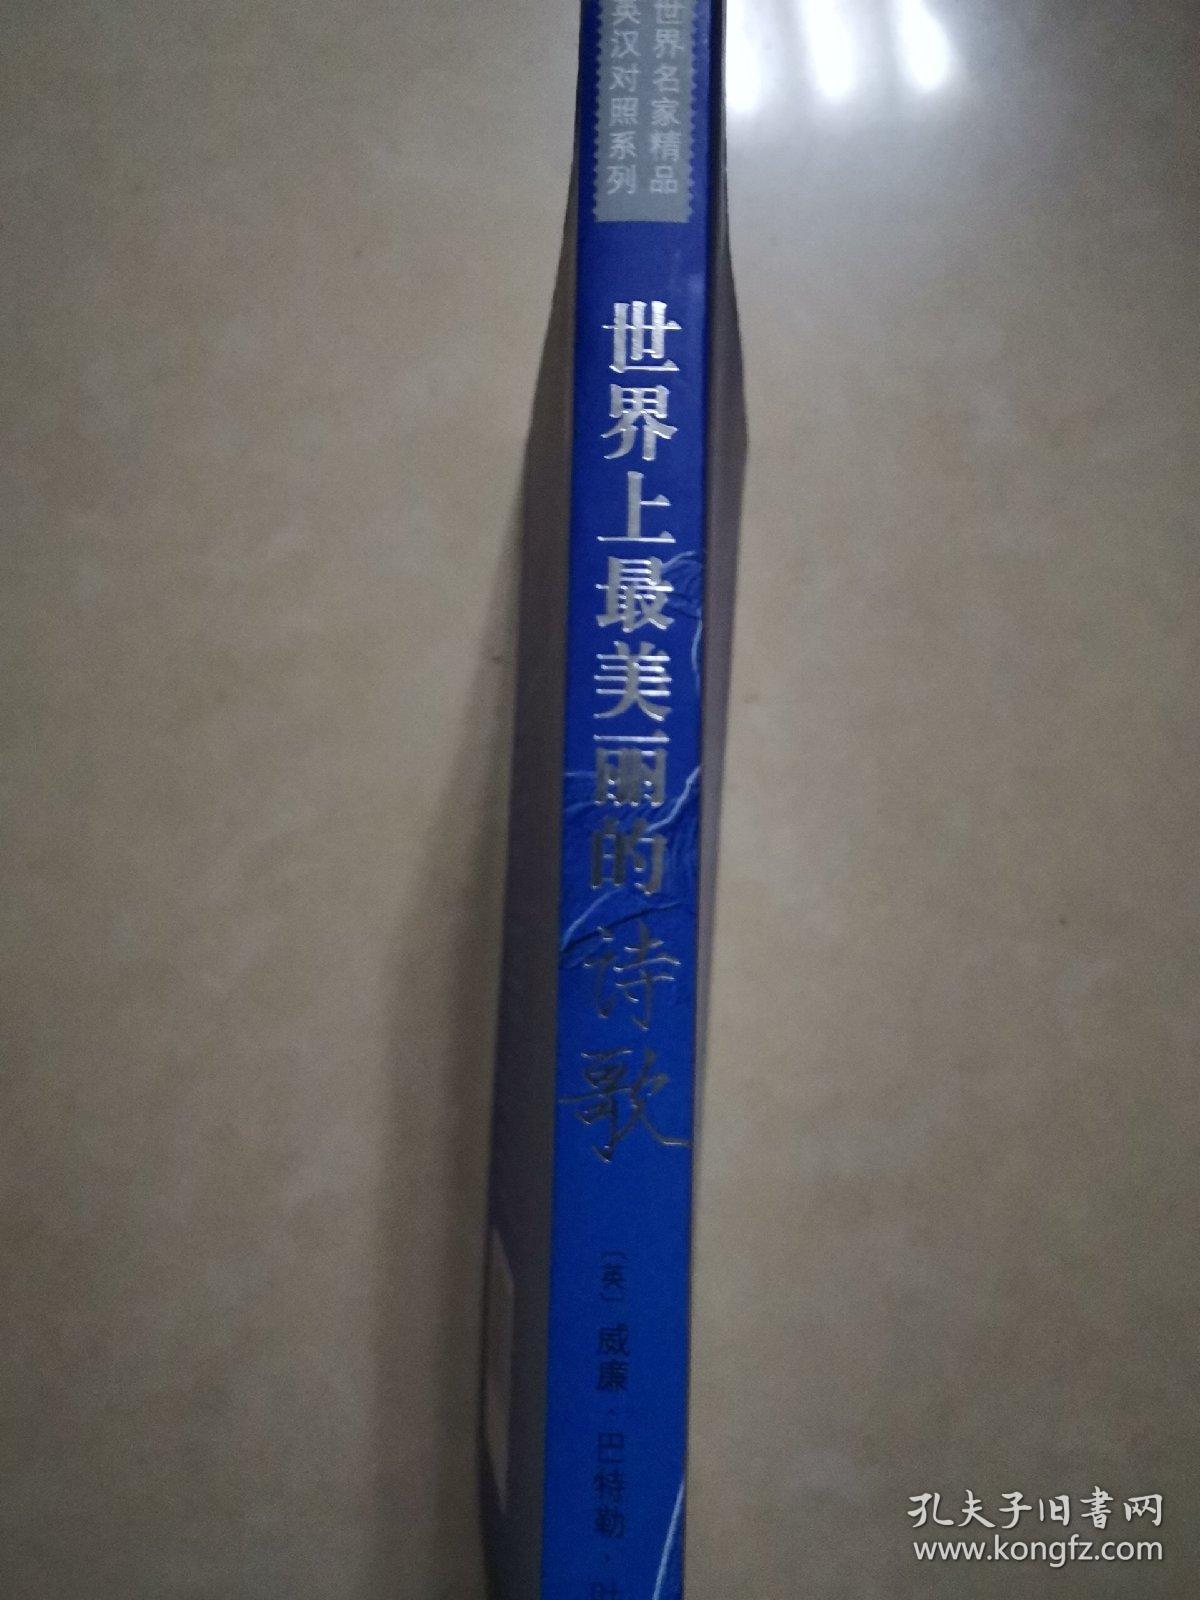 世界名家精品
英汉对照系列
世界上最美丽的诗歌
〔英〕威廉·巴特勒·叶
孔夫子旧书网
www.kongfz.com